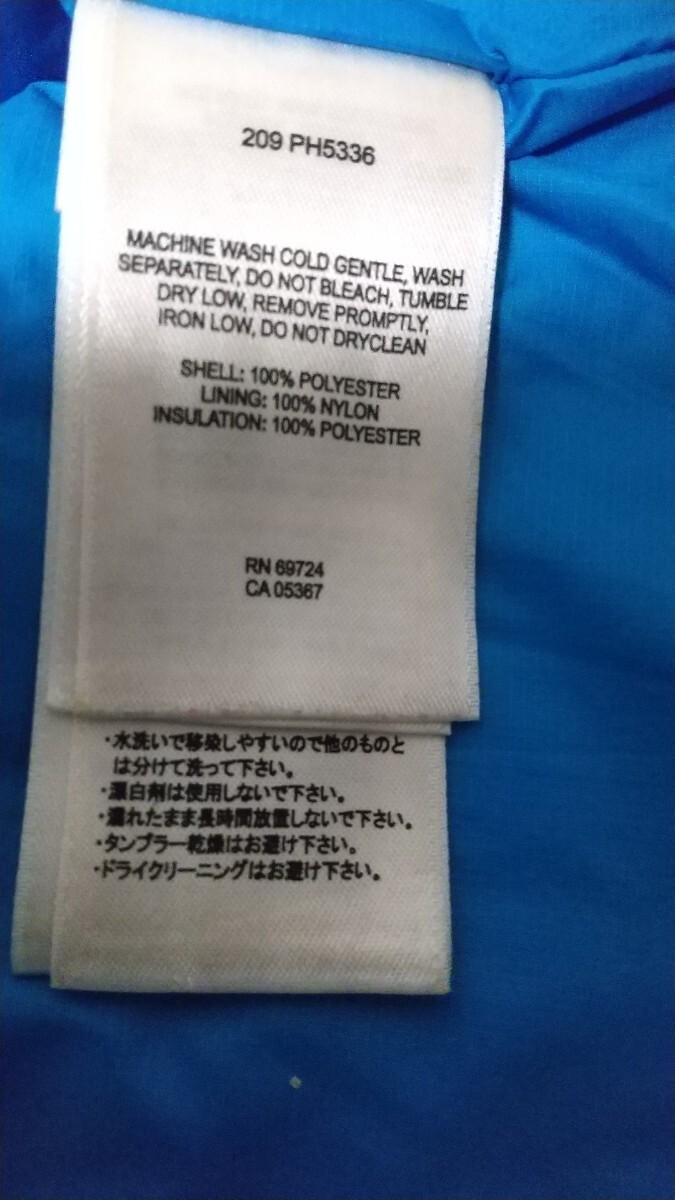 209 PH5336
MACHINE WASH COLD GENTLE, WASH
SEPARATELY, DO NOT BLEACH, TUMBLE
DRY LOW, REMOVE PROMPTLY,
IRON LOW, DO NOT DRYCLEAN
SHELL: 100% POLYESTER
LINING: 100% NYLON
INSULATION: 100% POLYESTER
RN 69724
CA 05367
・水洗いで移染しやすいので他のものと
は分けて洗って下さい。
・漂白剤は使用しないで下さい。
・濡れたまま長時間放置しないで下さい。
・タンブラー乾燥はお避け下さい。
・ドライクリーニングはお避け下さい。